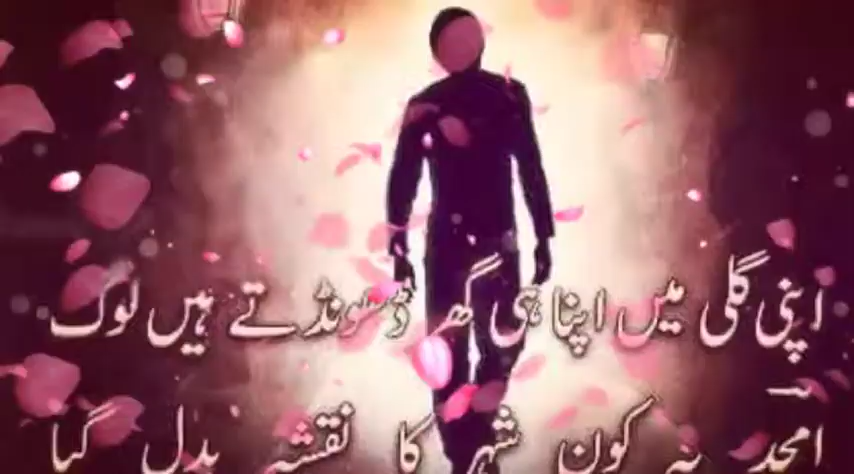 اپنی گلی میں اپنا ہی گھر ڈھونڈتے ہیں لوگ
امجدؔ یہ کون شہر کا نقشہ بدل گیا